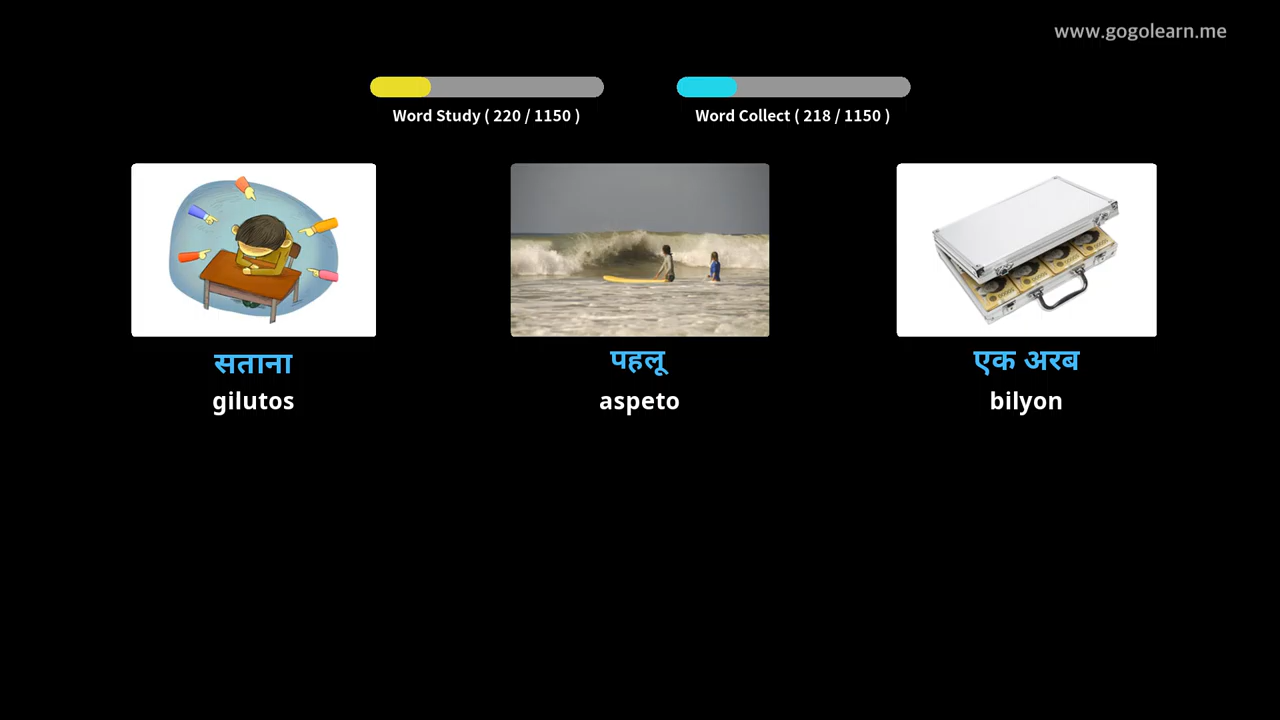 www.gogolearn.me
Word Study ( 220 / 1150 )
Word Collect ( 218 / 1150 )
सताना
पहलू
एक अरब
gilutos
aspeto
bilyon